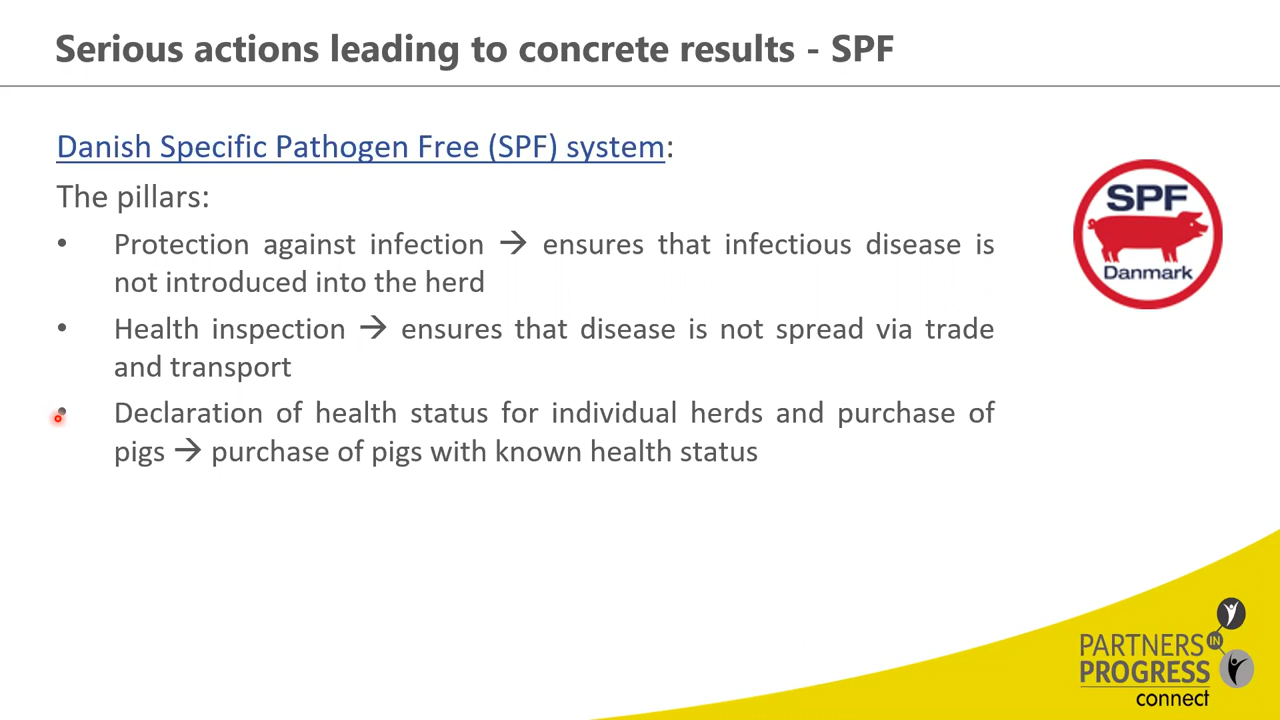 Serious actions leading to concrete results - SPF
Danish Specific Pathogen Free (SPF) system:
The pillars:
• Protection against infection → ensures that infectious disease is
not introduced into the herd
• Health inspection → ensures that disease is not spread via trade
and transport
• Declaration of health status for individual herds and purchase of
pigs → purchase of pigs with known health status
SPF
Danmark
PARTNERS IN
PROGRESS
connect